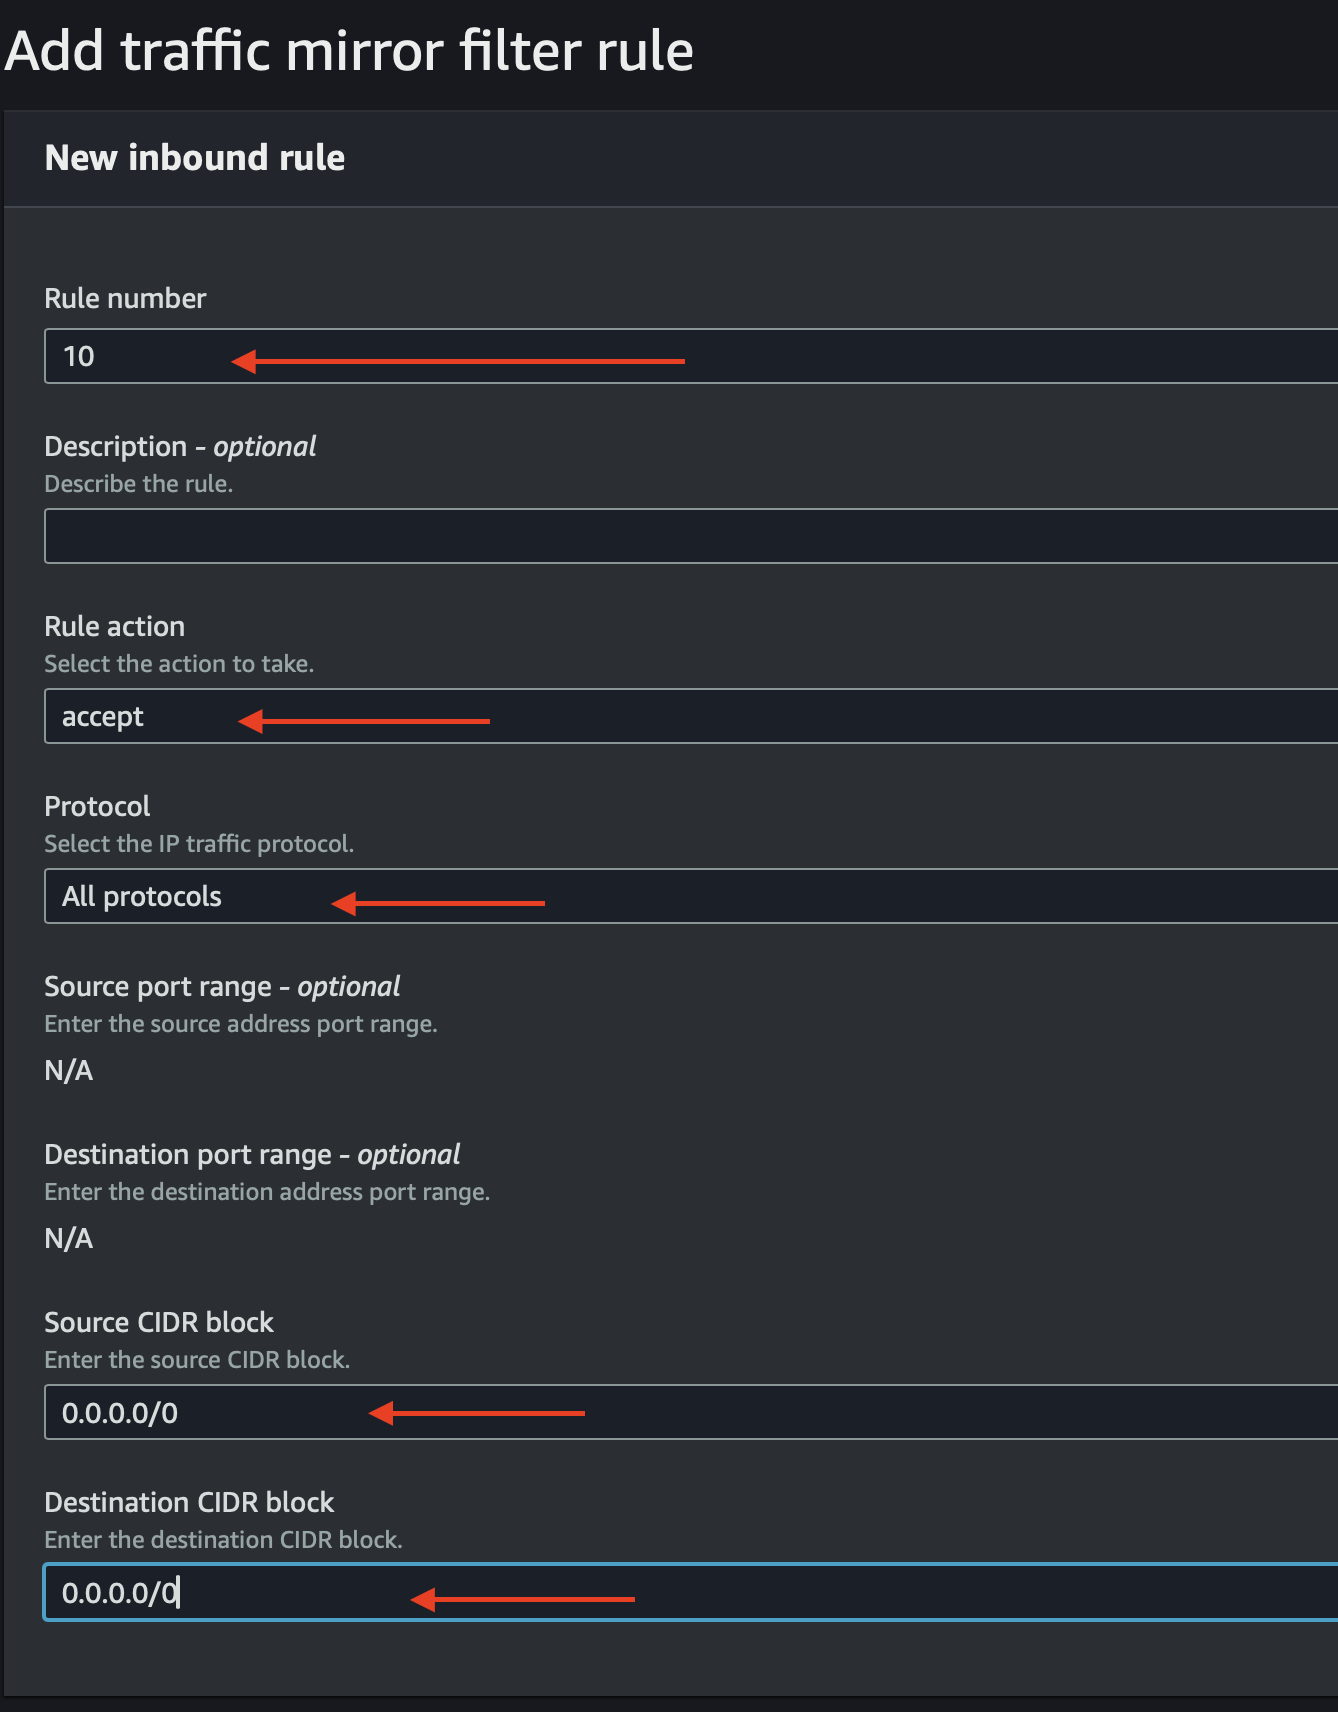 Add traffic mirror filter rule
New inbound rule
Rule number
10
Description - optional
Describe the rule.
Rule action
Select the action to take.
accept
Protocol
Select the IP traffic protocol.
All protocols
Source port range - optional
Enter the source address port range.
N/A
Destination port range - optional
Enter the destination address port range.
N/A
Source CIDR block
Enter the source CIDR block.
0.0.0.0/0
Destination CIDR block
Enter the destination CIDR block.
0.0.0.0/0